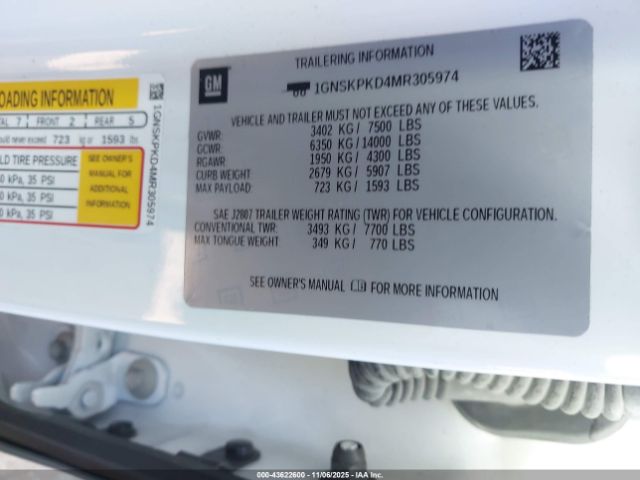 OADING INFORMATION
AL 7 FRONT 2 REAR 5
ould never exceed 723 kg or 1593 lbs
LD TIRE PRESSURE
0 kPa, 35 PSI
0 kPa, 35 PSI
0 kPa, 35 PSI
SEE OWNER'S
MANUAL FOR
ADDITIONAL
INFORMATION
1GNSKPKD4MR305974
GM
TRAILERING INFORMATION
1GNSKPKD4MR305974
VEHICLE AND TRAILER MUST NOT EXCEED ANY OF THESE VALUES.
GVWR: 3402 KG / 7500 LBS
GCWR: 6350 KG /14000 LBS
RGAWR: 1950 KG / 4300 LBS
CURB WEIGHT 2679 KG / 5907 LBS
MAX PAYLOAD: 723 KG / 1593 LBS
SAE J2807 TRAILER WEIGHT RATING (TWR) FOR VEHICLE CONFIGURATION.
CONVENTIONAL TWR: 3493 KG / 7700 LBS
MAX TONGUE WEIGHT: 349 KG / 770 LBS
SEE OWNER'S MANUAL FOR MORE INFORMATION
GM
000-43622600 - 11/06/2025 - IAAI.COM